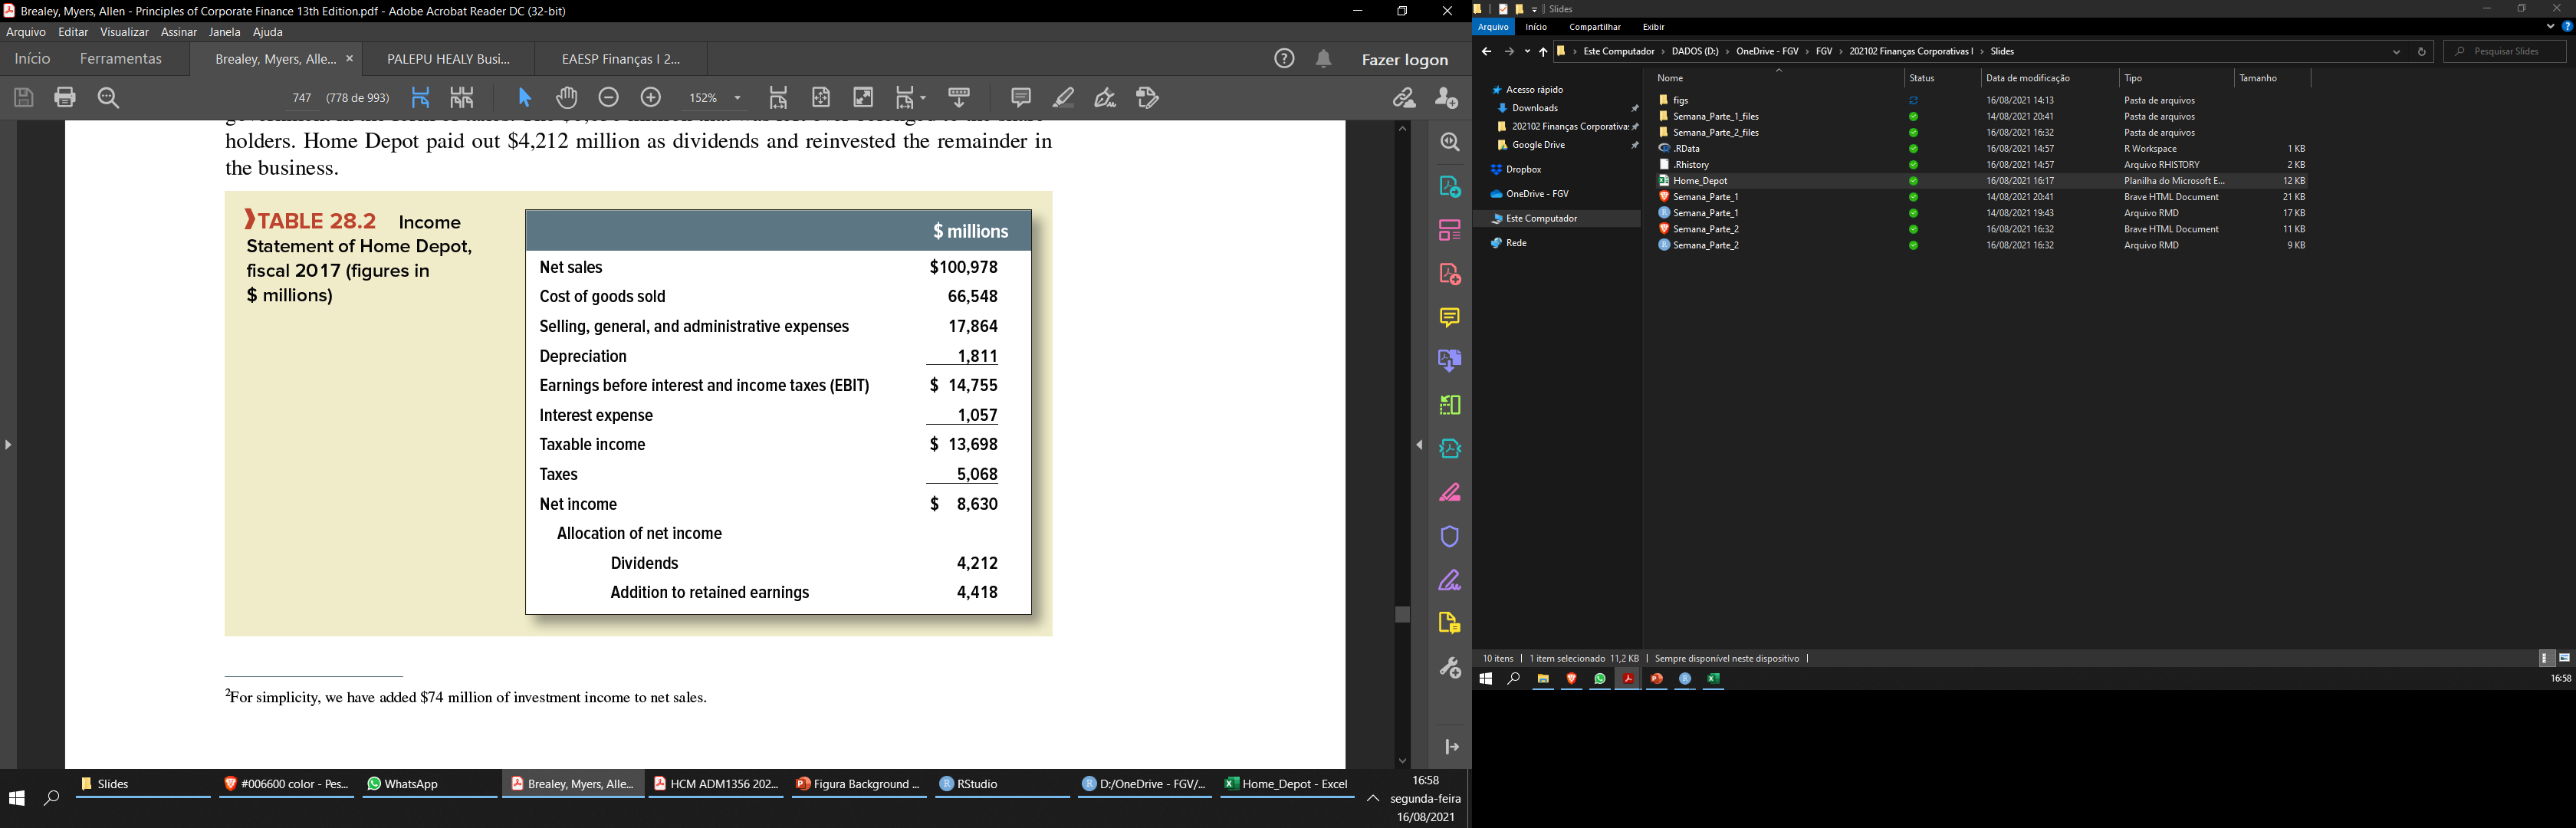 Brealey, Myers, Allen - Principles of Corporate Finance 13th Edition.pdf - Adobe Acrobat Reader DC (32-bit)
Arquivo Editar Visualizar Assinar Janela Ajuda
Início Ferramentas Brealey, Myers, Alle... × PALEPU HEALY Busi... EAESP Finanças I 2... Fazer logon
747 (778 de 993) 152%
holders. Home Depot paid out $4,212 million as dividends and reinvested the remainder in
the business.
TABLE 28.2 Income
Statement of Home Depot,
fiscal 2017 (figures in
$ millions)
$ millions
Net sales $100,978
Cost of goods sold 66,548
Selling, general, and administrative expenses 17,864
Depreciation 1,811
Earnings before interest and income taxes (EBIT) $ 14,755
Interest expense 1,057
Taxable income $ 13,698
Taxes 5,068
Net income $ 8,630
Allocation of net income
Dividends 4,212
Addition to retained earnings 4,418
2For simplicity, we have added $74 million of investment income to net sales.
Slides #006600 color - Pes... WhatsApp Brealey, Myers, Alle... HCM ADM1356 202... Figura Background ... RStudio D:/OneDrive - FGV/... Home_Depot - Excel
16:58
segunda-feira
16/08/2021
Slides
Arquivo Início Compartilhar Exibir
Este Computador › DADOS (D:) › OneDrive - FGV › FGV › 202102 Finanças Corporativas I › Slides Pesquisar Slides
Acesso rápido
Downloads
202102 Finanças Corporativa:
Google Drive
Dropbox
OneDrive - FGV
Este Computador
Rede
Nome Status Data de modificação Tipo Tamanho
figs 16/08/2021 14:13 Pasta de arquivos
Semana_Parte_1_files 14/08/2021 20:41 Pasta de arquivos
Semana_Parte_2_files 16/08/2021 16:32 Pasta de arquivos
.RData 16/08/2021 14:57 R Workspace 1 KB
.Rhistory 16/08/2021 14:57 Arquivo RHISTORY 2 KB
Home_Depot 16/08/2021 16:17 Planilha do Microsoft E... 12 KB
Semana_Parte_1 14/08/2021 20:41 Brave HTML Document 21 KB
Semana_Parte_1 14/08/2021 19:43 Arquivo RMD 17 KB
Semana_Parte_2 16/08/2021 16:32 Brave HTML Document 11 KB
Semana_Parte_2 16/08/2021 16:32 Arquivo RMD 9 KB
10 itens 1 item selecionado 11,2 KB Sempre disponível neste dispositivo
16:58